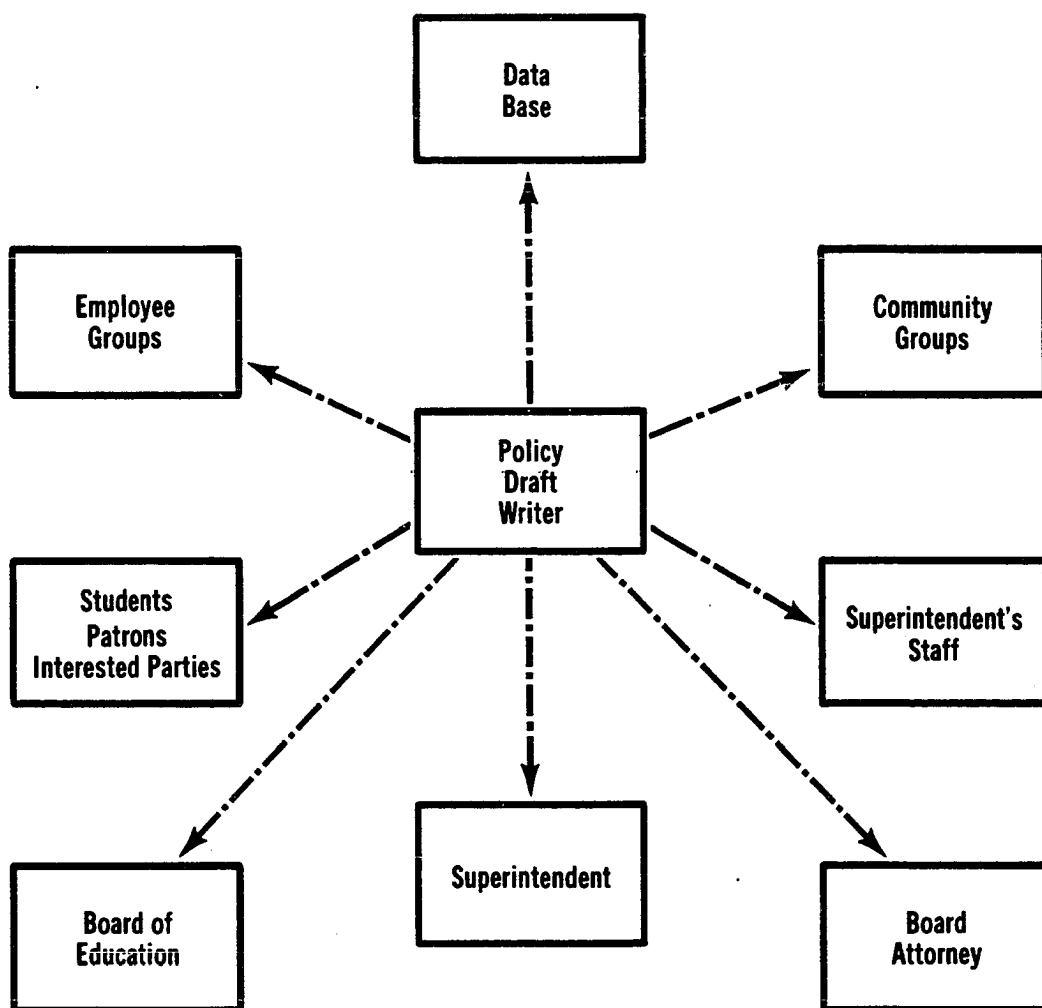 Data
Base
Employee
Groups
Community
Groups
Policy
Draft
Writer
Students
Patrons
Interested Parties
Superintendent's
Staff
Superintendent
Board of
Education
Board
Attorney